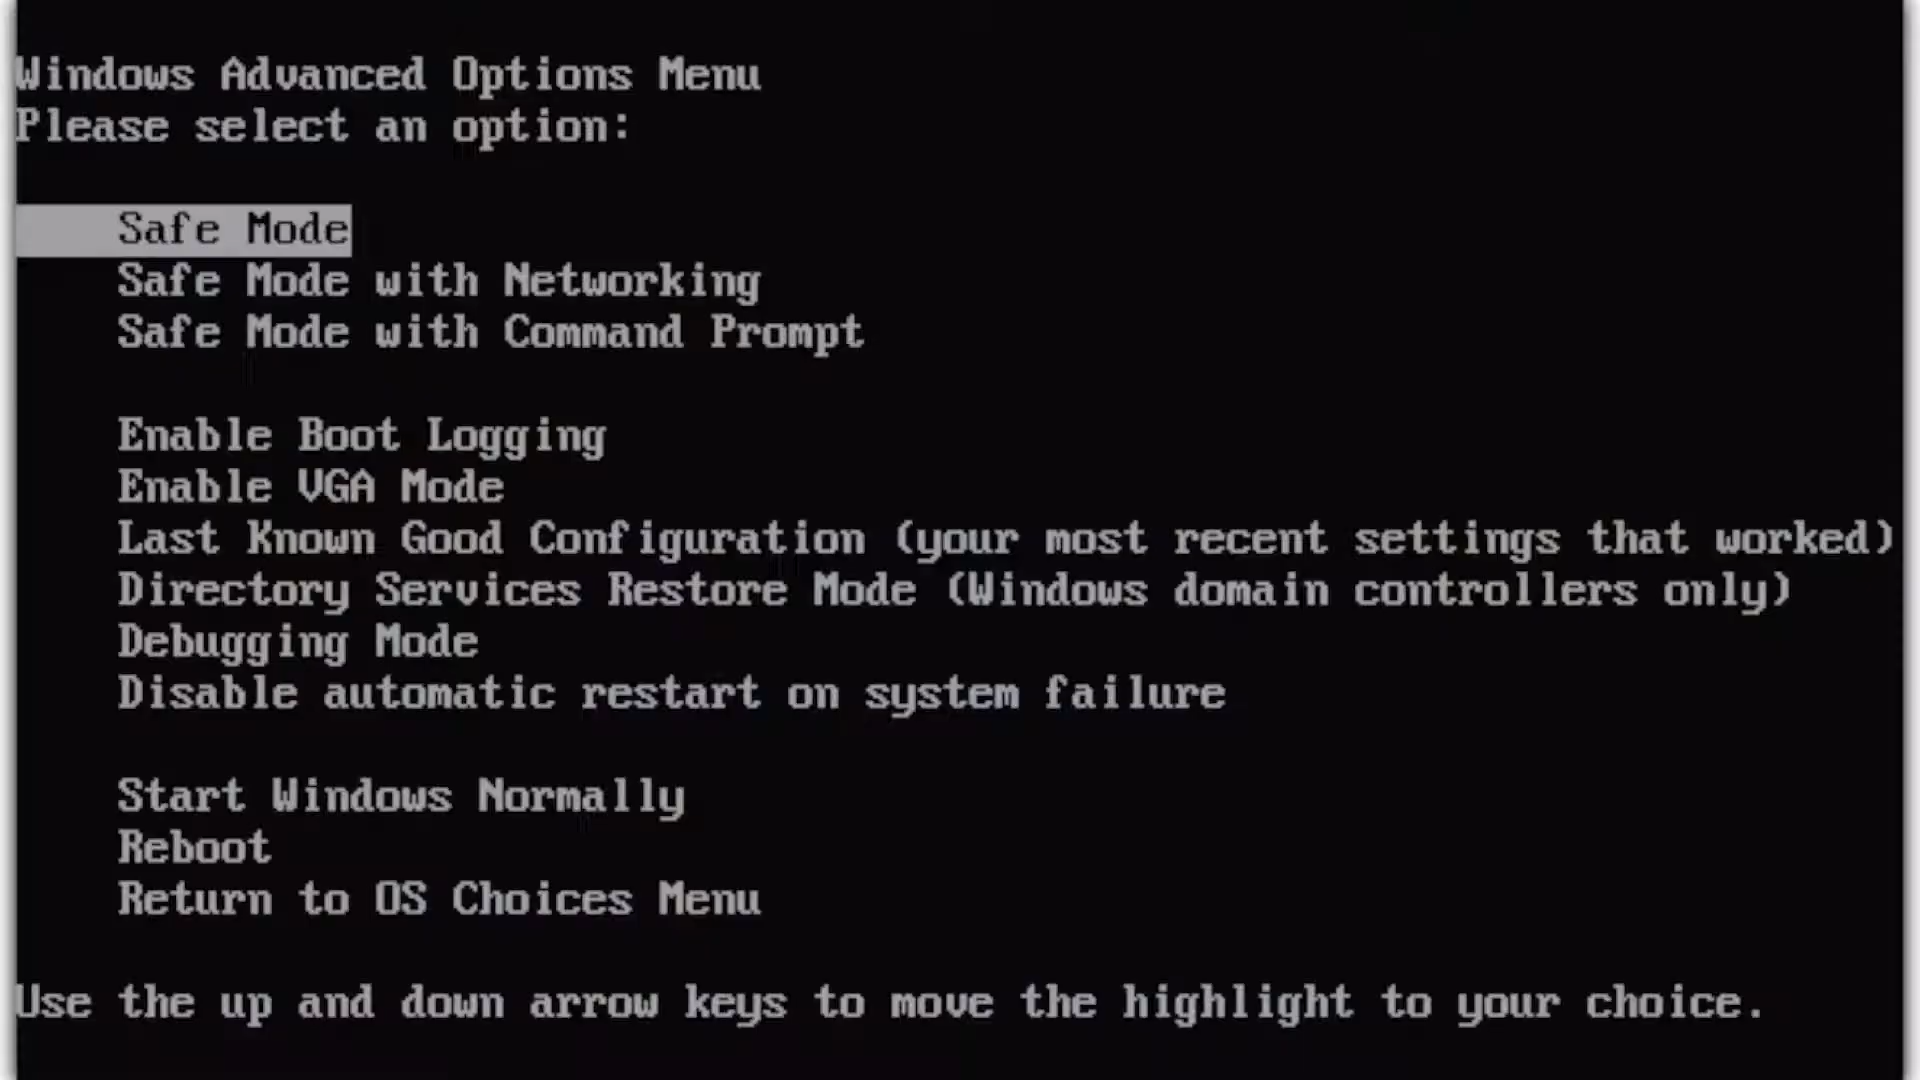 Windows Advanced Options Menu
Please select an option:
Safe Mode
Safe Mode with Networking
Safe Mode with Command Prompt
Enable Boot Logging
Enable VGA Mode
Last Known Good Configuration (your most recent settings that worked)
Directory Services Restore Mode (Windows domain controllers only)
Debugging Mode
Disable automatic restart on system failure
Start Windows Normally
Reboot
Return to OS Choices Menu
Use the up and down arrow keys to move the highlight to your choice.